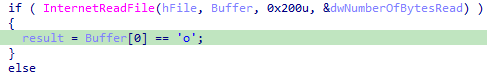 if ( InternetReadFile(hFile, Buffer, 0x200u, &dwNumberOfBytesRead) )
{
  result = Buffer[0] == 'o';
}
else